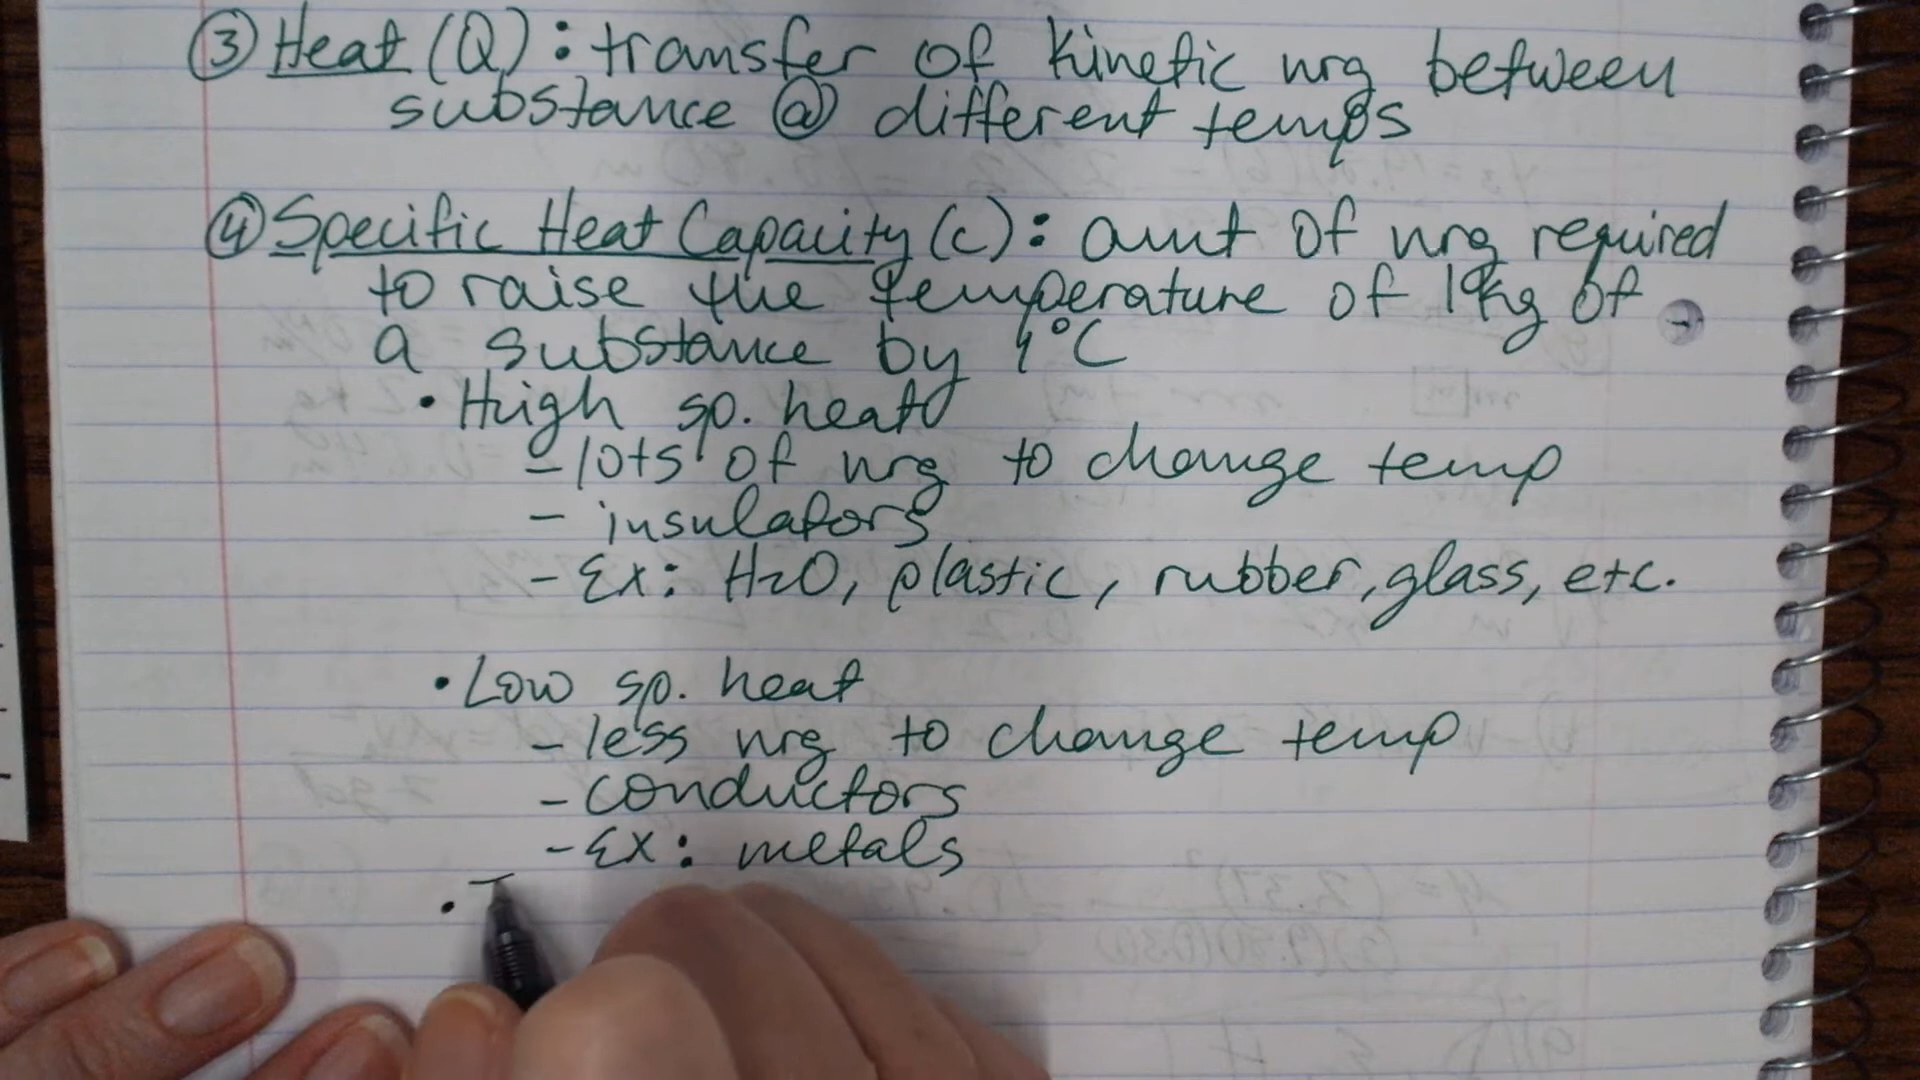 ③ Heat (Q): transfer of kinetic nrg between
substance @ different temps
④ Specific Heat Capacity (c): amt of nrg required
to raise the temperature of 1kg of
a substance by 1°C
• High sp. heat
- lots of nrg to change temp
- insulators
- Ex: H2O, plastic, rubber, glass, etc.
• Low sp. heat
- less nrg to change temp
- conductors
- Ex: metals
•